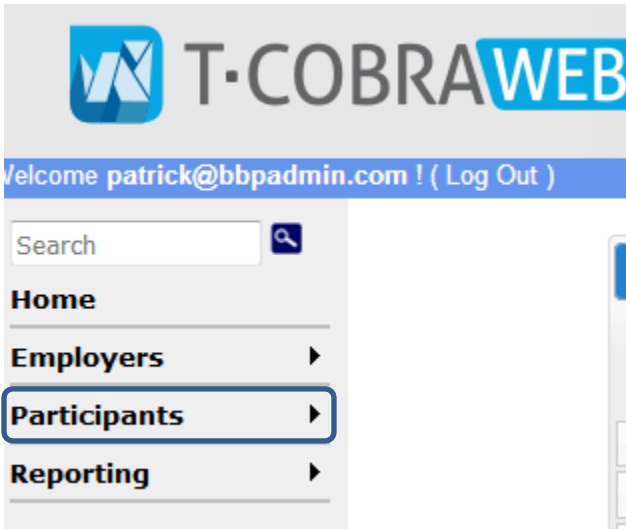 T·COBRAWEB
Welcome patrick@bbpadmin.com ! ( Log Out )
Search
Home
Employers
Participants
Reporting